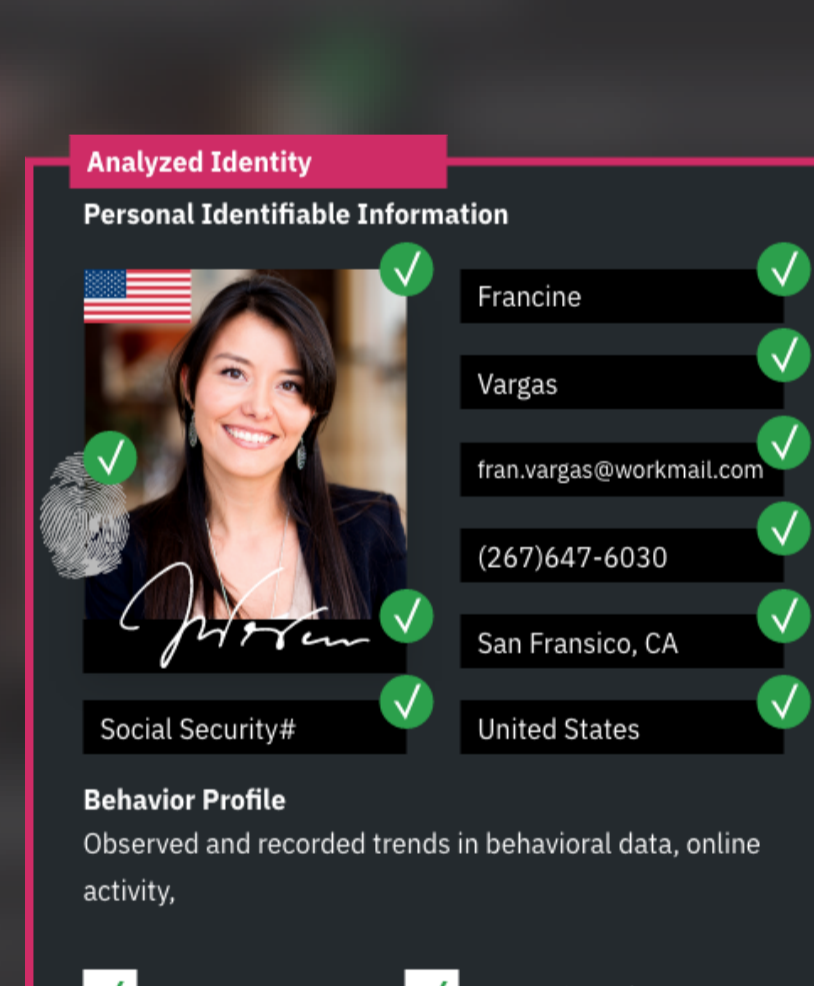 Analyzed Identity
Personal Identifiable Information
Francine
Vargas
fran.vargas@workmail.com
(267)647-6030
San Fransico, CA
Social Security#
United States
Behavior Profile
Observed and recorded trends in behavioral data, online
activity,